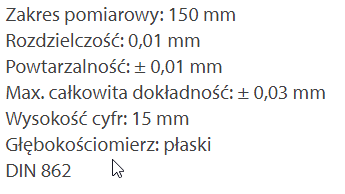 Zakres pomiarowy: 150 mm
Rozdzielczość: 0,01 mm
Powtarzalność: ± 0,01 mm
Max. całkowita dokładność: ± 0,03 mm
Wysokość cyfr: 15 mm
Głębokościomierz: płaski
DIN 862